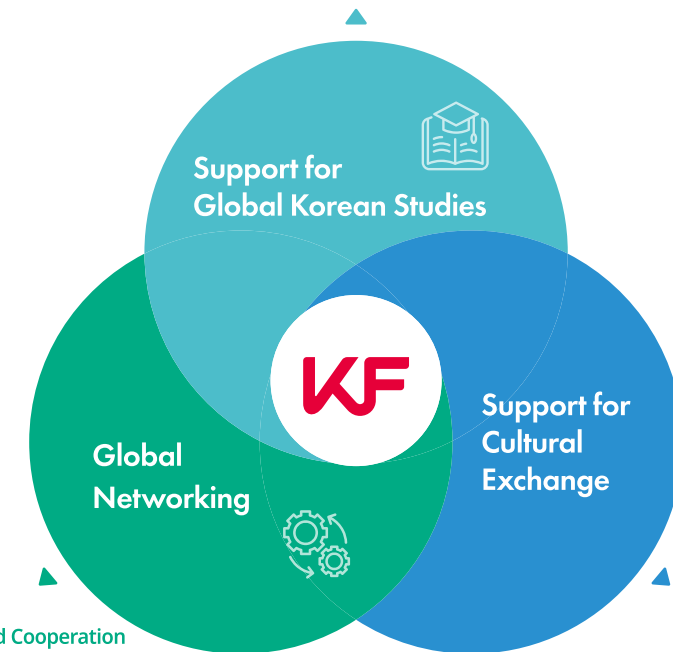 Support for
Global Korean Studies
KF
Support for
Cultural
Exchange
Global
Networking
Cooperation